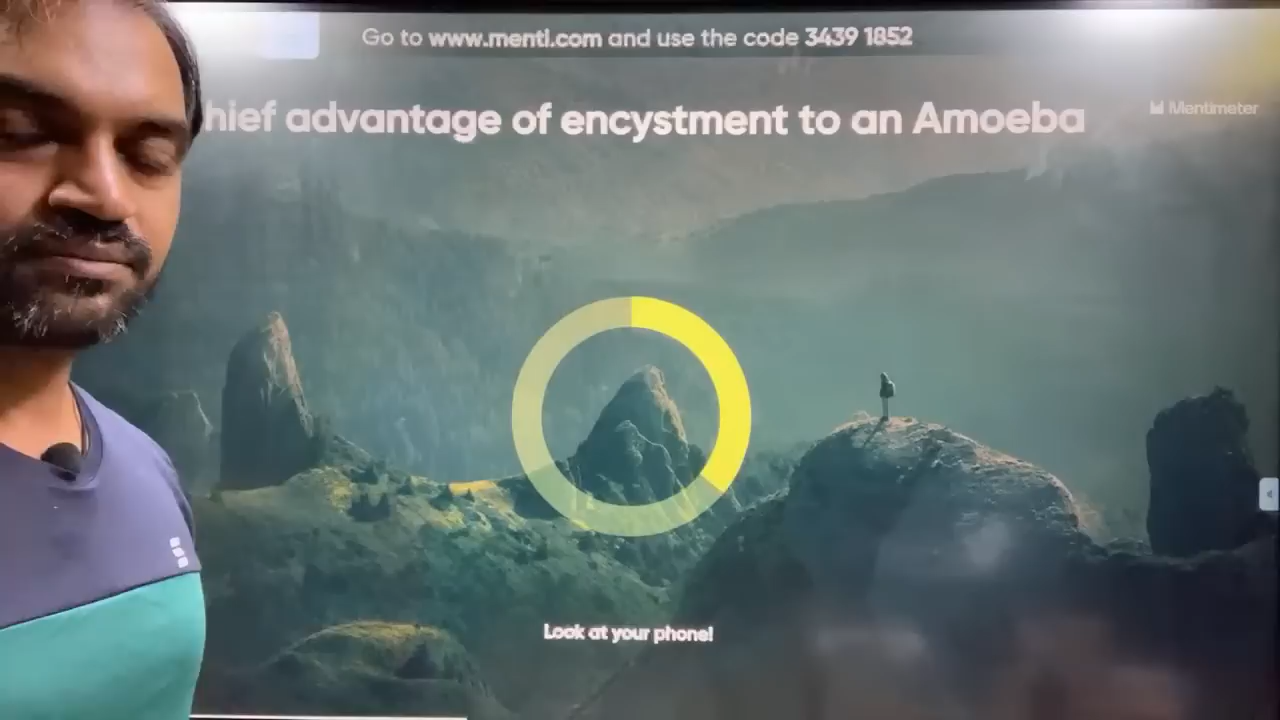 Go to www.menti.com and use the code 3439 1852
hief advantage of encystment to an Amoeba
Mentimeter
Look at your phone!